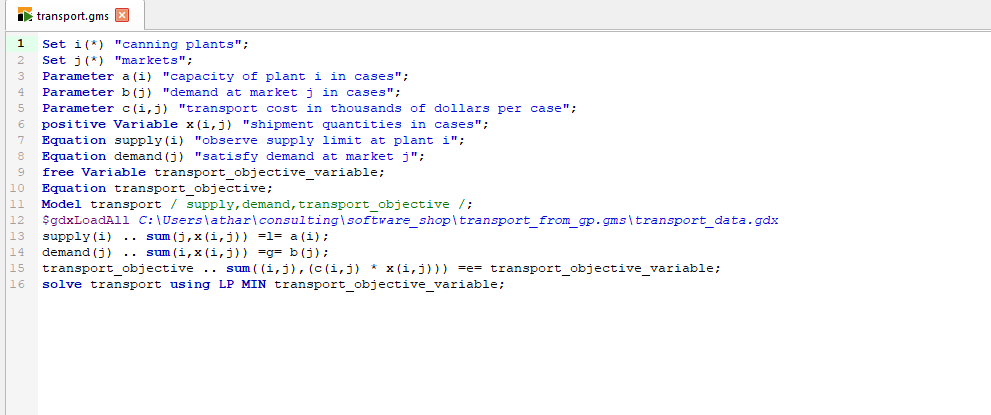 transport.gms
1 Set i(*) "canning plants";
2 Set j(*) "markets";
3 Parameter a(i) "capacity of plant i in cases";
4 Parameter b(j) "demand at market j in cases";
5 Parameter c(i,j) "transport cost in thousands of dollars per case";
6 positive Variable x(i,j) "shipment quantities in cases";
7 Equation supply(i) "observe supply limit at plant i";
8 Equation demand(j) "satisfy demand at market j";
9 free Variable transport_objective_variable;
10 Equation transport_objective;
11 Model transport / supply,demand,transport_objective /;
12 $gdxLoadAll C:\Users\athar\consulting\software_shop\transport_from_gp.gms\transport_data.gdx
13 supply(i) .. sum(j,x(i,j)) =l= a(i);
14 demand(j) .. sum(i,x(i,j)) =g= b(j);
15 transport_objective .. sum((i,j),(c(i,j) * x(i,j))) =e= transport_objective_variable;
16 solve transport using LP MIN transport_objective_variable;